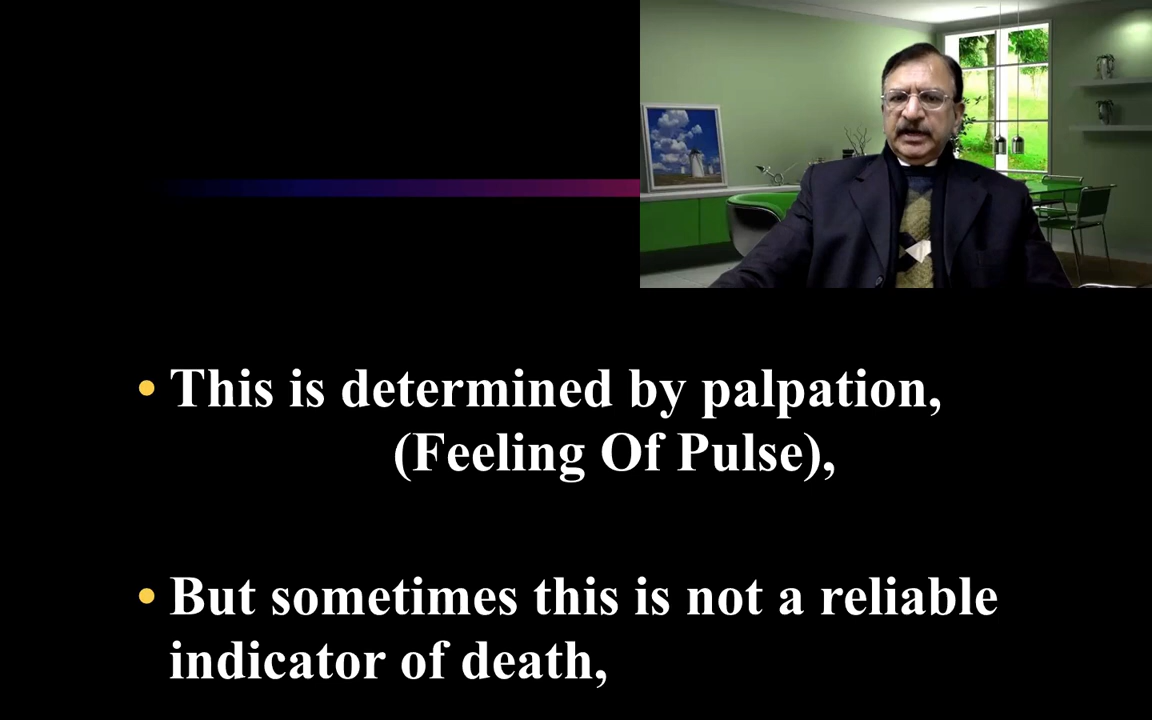 • This is determined by palpation,
(Feeling Of Pulse),
• But sometimes this is not a reliable
indicator of death,